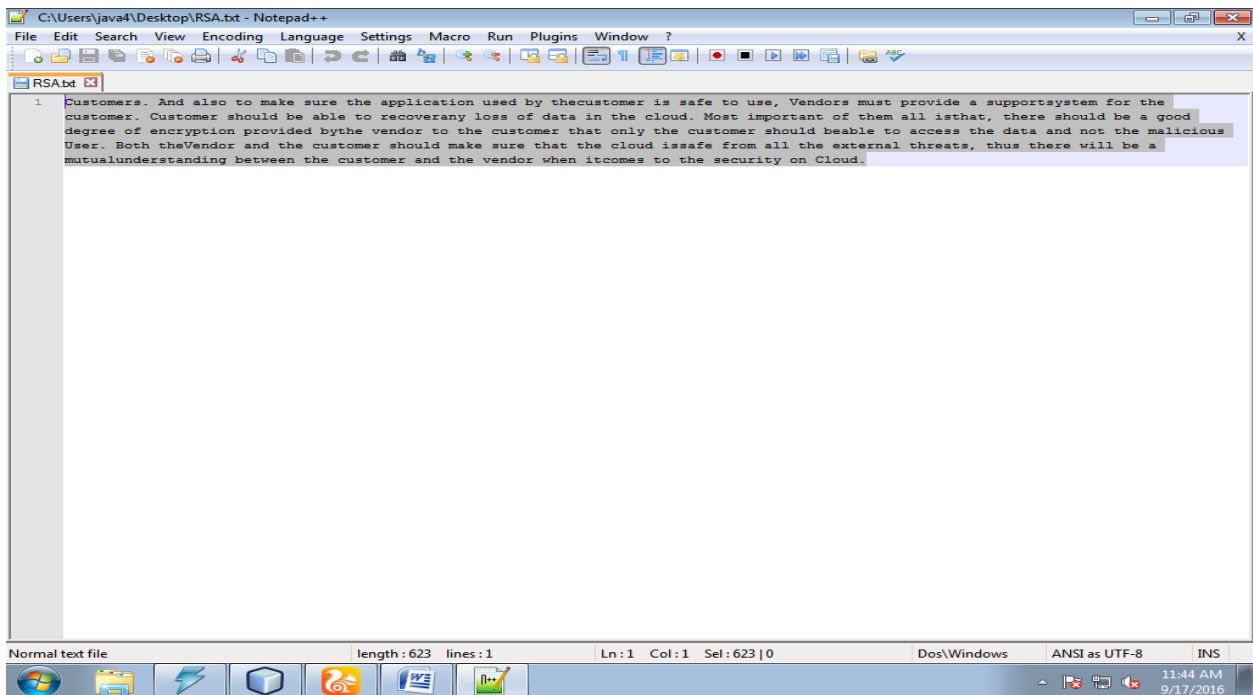 C:\Users\java4\Desktop\RSA.txt - Notepad++
File Edit Search View Encoding Language Settings Macro Run Plugins Window ? X
RSA.txt
1 Customers. And also to make sure the application used by thecustomer is safe to use, Vendors must provide a supportsystem for the
customer. Customer should be able to recoverany loss of data in the cloud. Most important of them all isthat, there should be a good
degree of encryption provided bythe vendor to the customer that only the customer should beable to access the data and not the malicious
User. Both theVendor and the customer should make sure that the cloud issafe from all the external threats, thus there will be a
mutualunderstanding between the customer and the vendor when itcomes to the security on Cloud.
Normal text file length : 623 lines : 1 Ln : 1 Col : 1 Sel : 623 | 0 Dos\Windows ANSI as UTF-8 INS
11:44 AM
9/17/2016